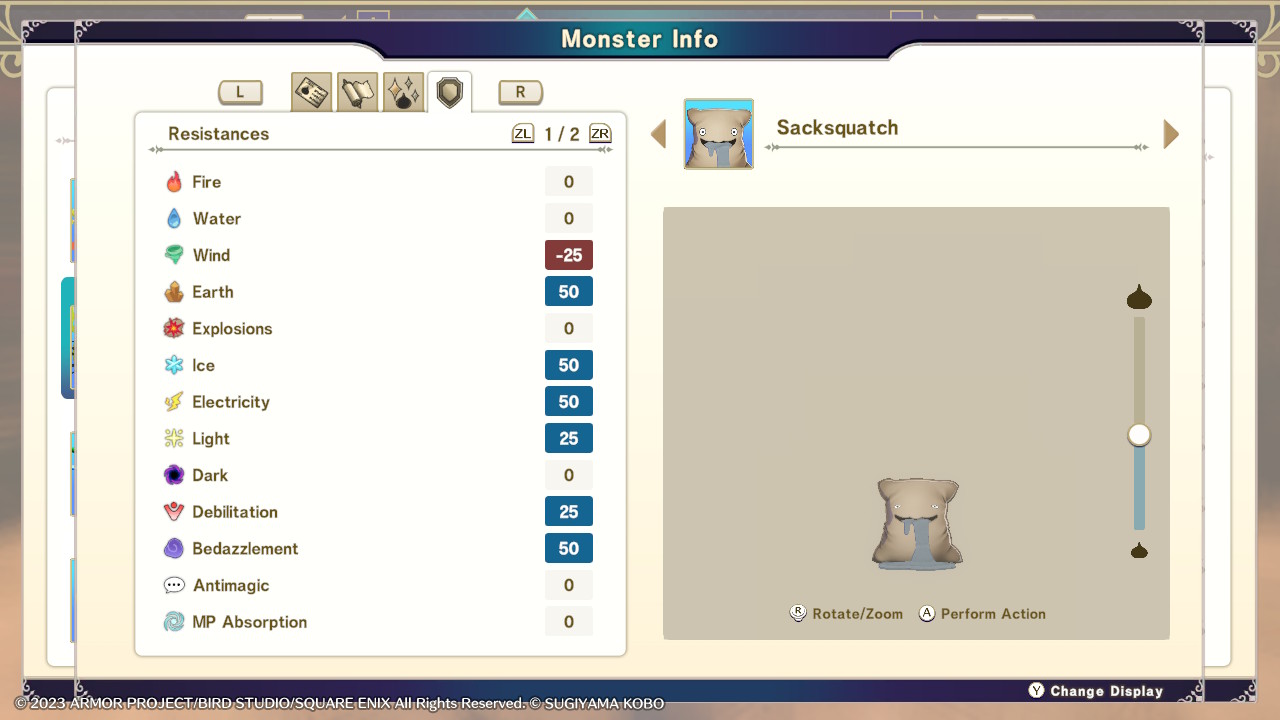 Monster Info
L
R
Resistances
ZL 1 / 2 ZR
Fire 0
Water 0
Wind -25
Earth 50
Explosions 0
Ice 50
Electricity 50
Light 25
Dark 0
Debilitation 25
Bedazzlement 50
Antimagic 0
MP Absorption 0
Sacksquatch
R Rotate/Zoom A Perform Action
Y Change Display
© 2023 ARMOR PROJECT/BIRD STUDIO/SQUARE ENIX All Rights Reserved. © SUGIYAMA KOBO